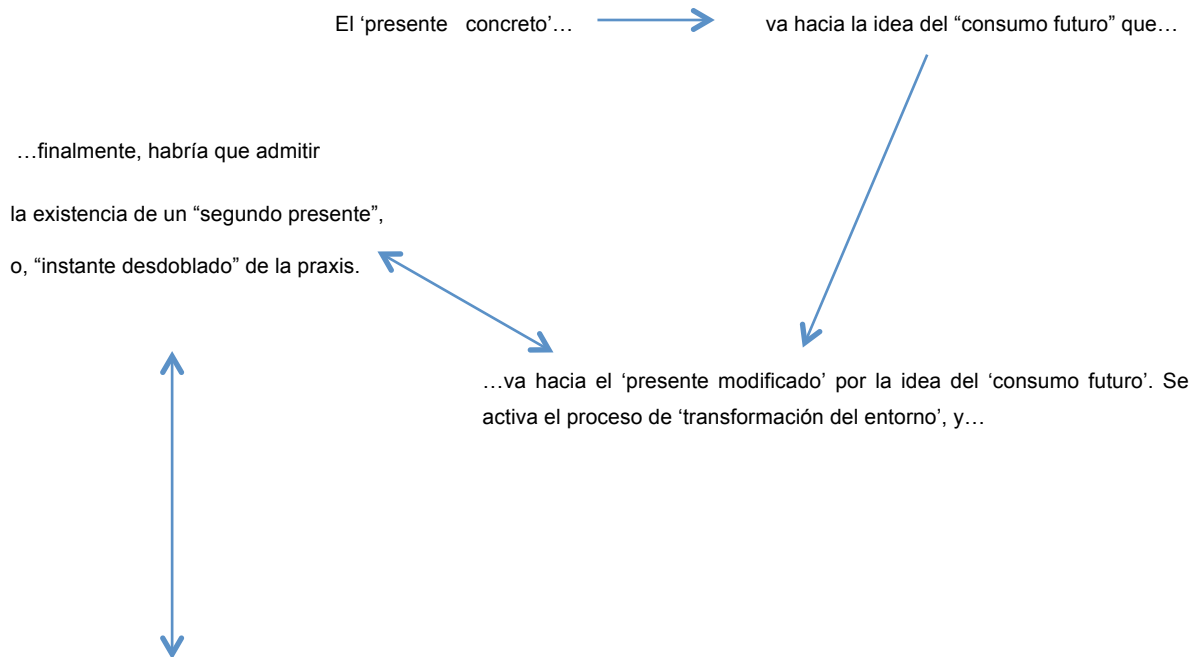 El ‘presente concreto’…
va hacia la idea del “consumo futuro” que…
…finalmente, habría que admitir
la existencia de un “segundo presente”,
o, “instante desdoblado” de la praxis.
…va hacia el ‘presente modificado’ por la idea del ‘consumo futuro’. Se
activa el proceso de ‘transformación del entorno’, y…